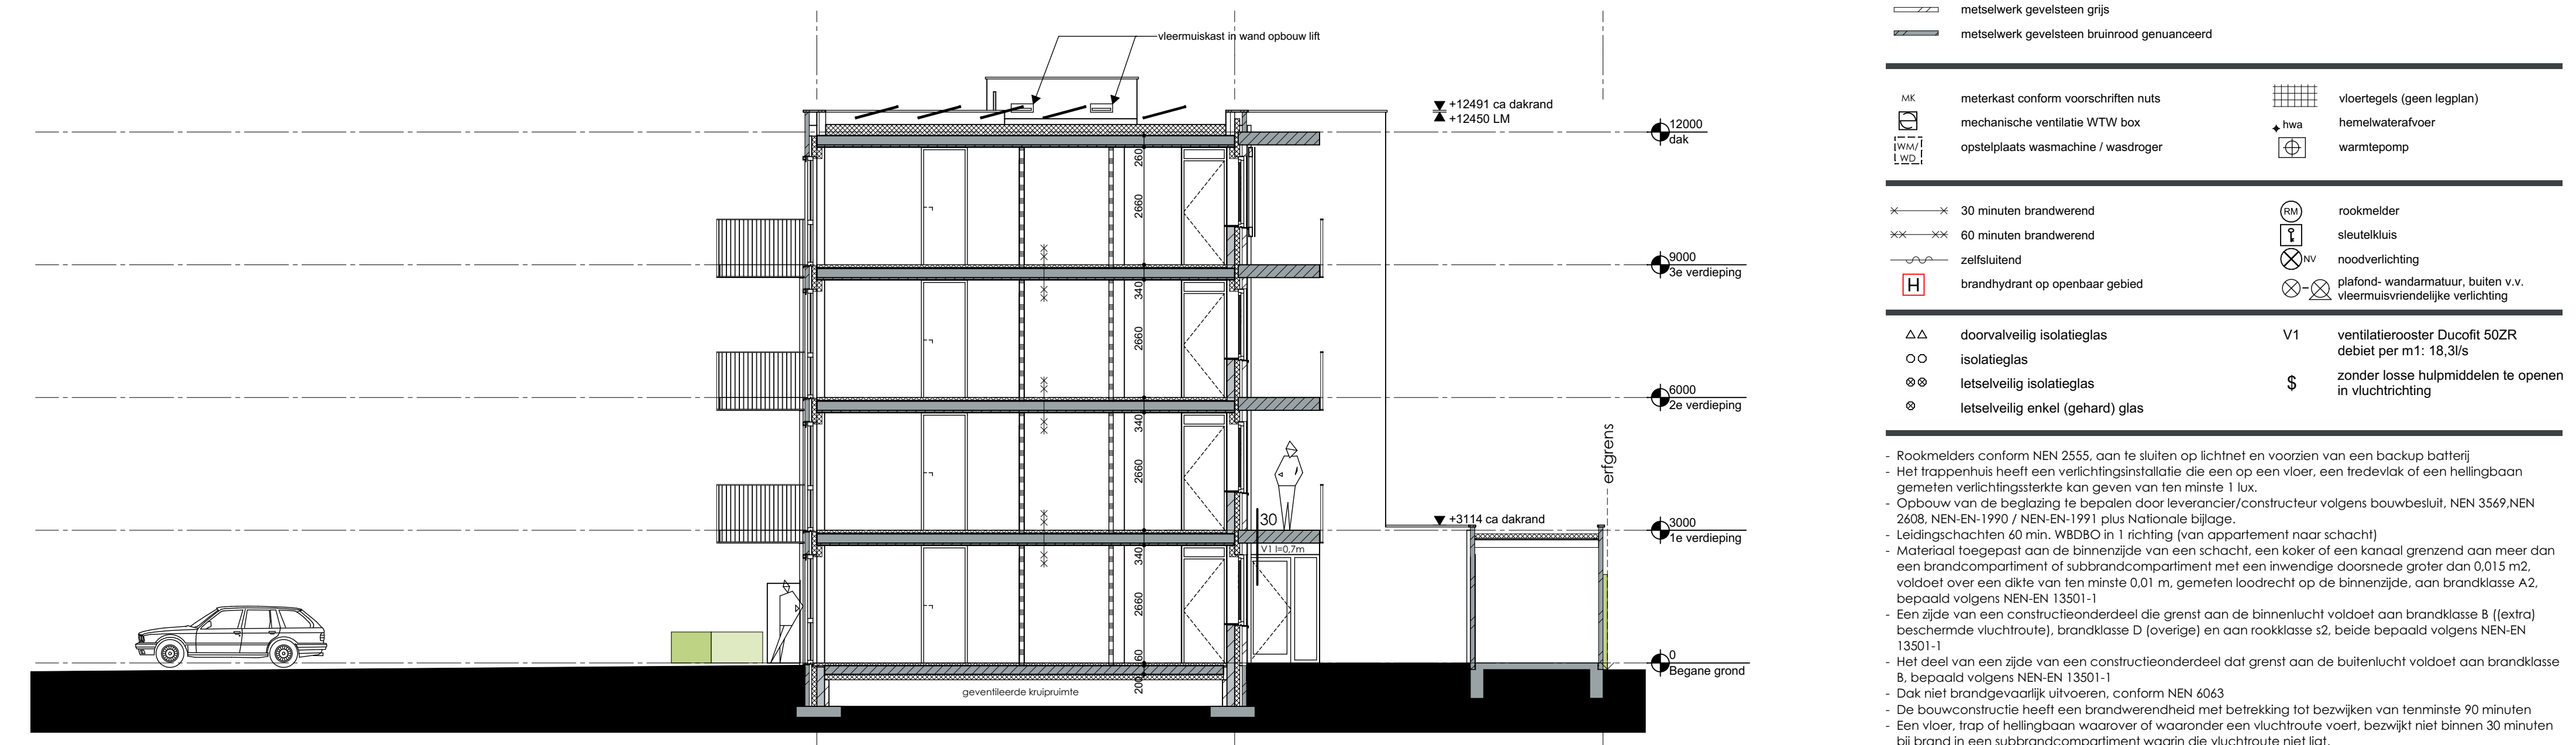 vleermuiskast in wand opbouw lift
+12491 ca dakrand
+12450 LM
12000
dak
260
2660
9000
3e verdieping
340
2660
6000
2e verdieping
340
2660
erfgrens
+3114 ca dakrand
30
3000
1e verdieping
V1 l=0,7m
340
2660
60
0
Begane grond
200
geventileerde kruipruimte
metselwerk gevelsteen grijs
metselwerk gevelsteen bruinrood genuanceerd
MK meterkast conform voorschriften nuts
mechanische ventilatie WTW box
WM/
WD
opstelplaats wasmachine / wasdroger
vloertegels (geen legplan)
hwa hemelwaterafvoer
warmtepomp
30 minuten brandwerend
60 minuten brandwerend
zelfsluitend
H brandhydrant op openbaar gebied
RM rookmelder
sleutelkluis
NV noodverlichting
plafond- wandarmatuur, buiten v.v.
vleermuisvriendelijke verlichting
doorvalveilig isolatieglas
isolatieglas
letselveilig isolatieglas
letselveilig enkel (gehard) glas
V1 ventilatierooster Ducofit 50ZR
debiet per m1: 18,3l/s
$ zonder losse hulpmiddelen te openen
in vluchtrichting
- Rookmelders conform NEN 2555, aan te sluiten op lichtnet en voorzien van een backup batterij
- Het trappenhuis heeft een verlichtingsinstallatie die een op een vloer, een tredevlak of een hellingbaan
gemeten verlichtingssterkte kan geven van ten minste 1 lux.
- Opbouw van de beglazing te bepalen door leverancier/constructeur volgens bouwbesluit, NEN 3569,NEN
2608, NEN-EN-1990 / NEN-EN-1991 plus Nationale bijlage.
- Leidingschachten 60 min. WBDBO in 1 richting (van appartement naar schacht)
- Materiaal toegepast aan de binnenzijde van een schacht, een koker of een kanaal grenzend aan meer dan
een brandcompartiment of subbrandcompartiment met een inwendige doorsnede groter dan 0,015 m2,
voldoet over een dikte van ten minste 0,01 m, gemeten loodrecht op de binnenzijde, aan brandklasse A2,
bepaald volgens NEN-EN 13501-1
- Een zijde van een constructieonderdeel die grenst aan de binnenlucht voldoet aan brandklasse B ((extra)
beschermde vluchtroute), brandklasse D (overige) en aan rookklasse s2, beide bepaald volgens NEN-EN
13501-1
- Het deel van een zijde van een constructieonderdeel dat grenst aan de buitenlucht voldoet aan brandklasse
B, bepaald volgens NEN-EN 13501-1
- Dak niet brandgevaarlijk uitvoeren, conform NEN 6063
- De bouwconstructie heeft een brandwerendheid met betrekking tot bezwijken van tenminste 90 minuten
- Een vloer, trap of hellingbaan waarover of waaronder een vluchtroute voert, bezwijkt niet binnen 30 minuten
bij brand in een subbrandcompartiment waarin die vluchtroute niet ligt.